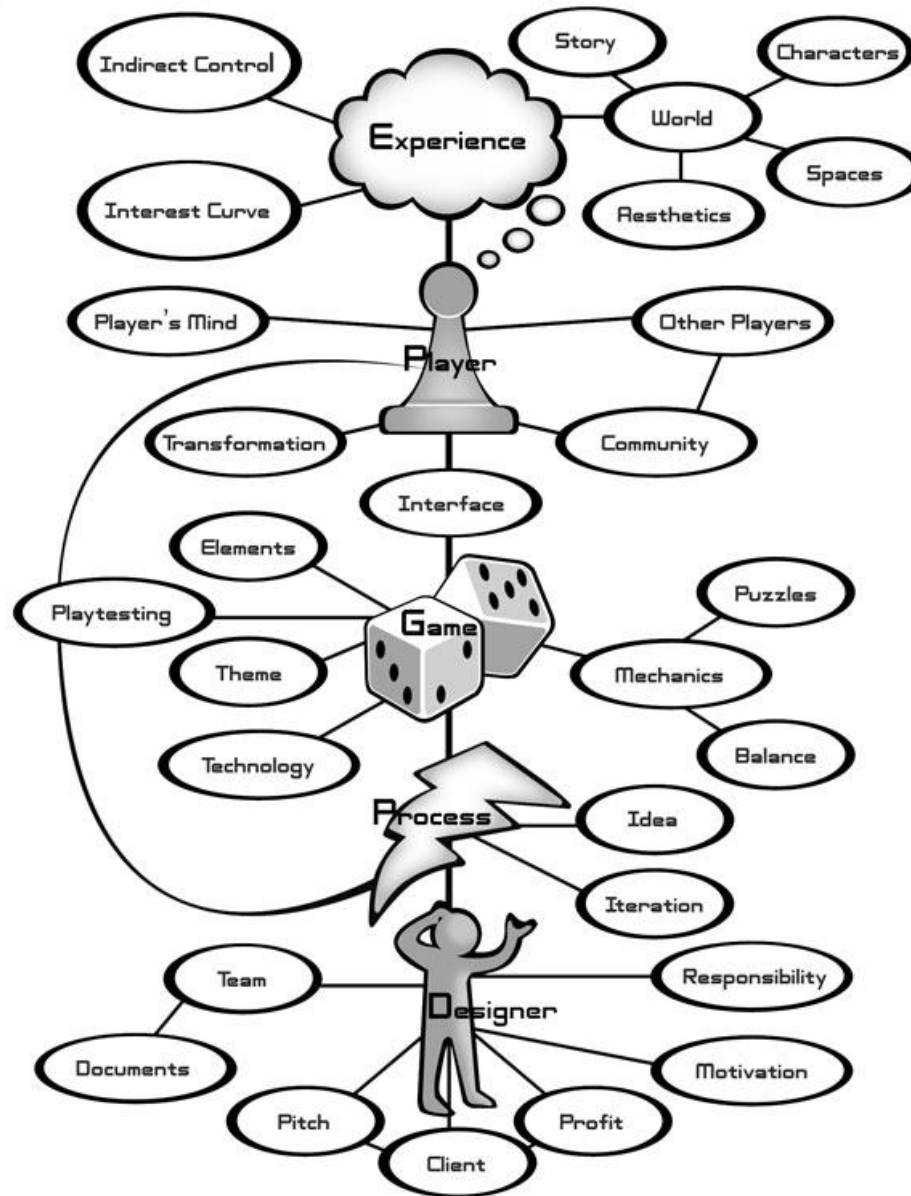 Story
Characters
Indirect Control
World
Experience
Spaces
Interest Curve
Aesthetics
Player's Mind
Other Players
Player
Transformation
Community
Interface
Elements
Puzzles
Playtesting
Game
Theme
Mechanics
Technology
Balance
Process
Idea
Iteration
Team
Responsibility
Designer
Documents
Motivation
Pitch
Profit
Client